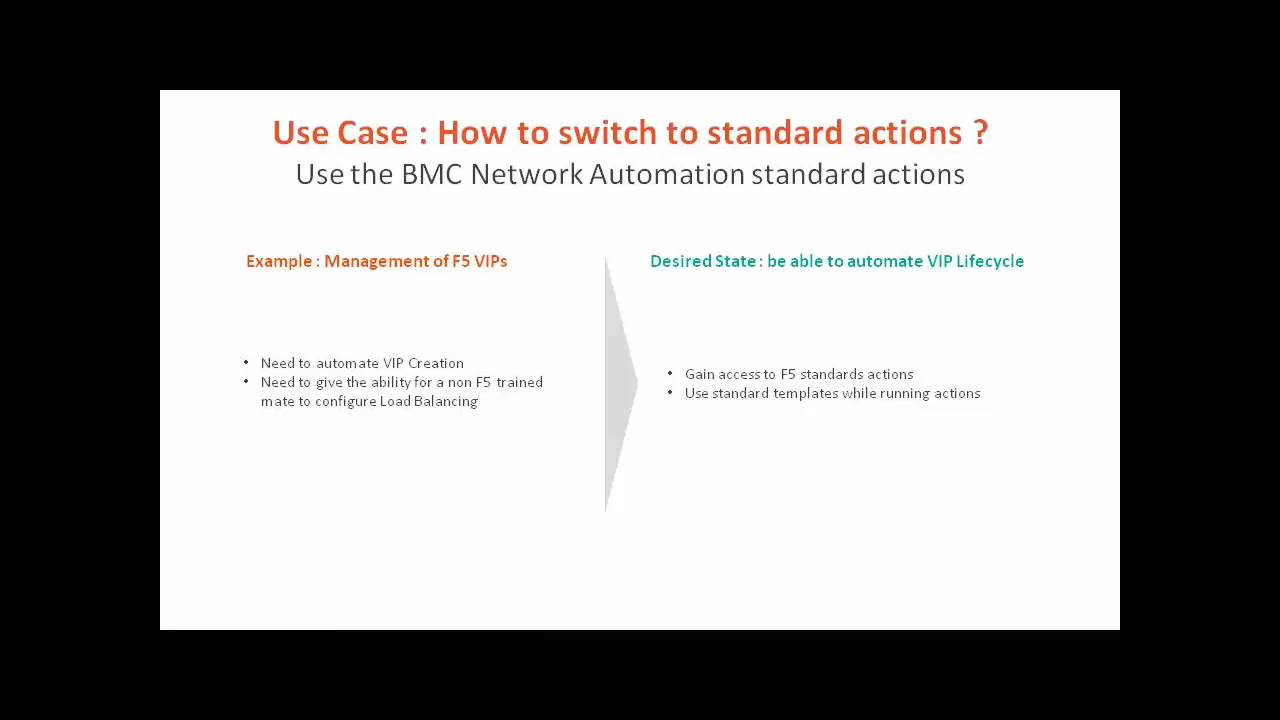 Use Case : How to switch to standard actions ?
Use the BMC Network Automation standard actions
Example : Management of F5 VIPs
• Need to automate VIP Creation
• Need to give the ability for a non F5 trained
mate to configure Load Balancing
Desired State : be able to automate VIP Lifecycle
• Gain access to F5 standards actions
• Use standard templates while running actions